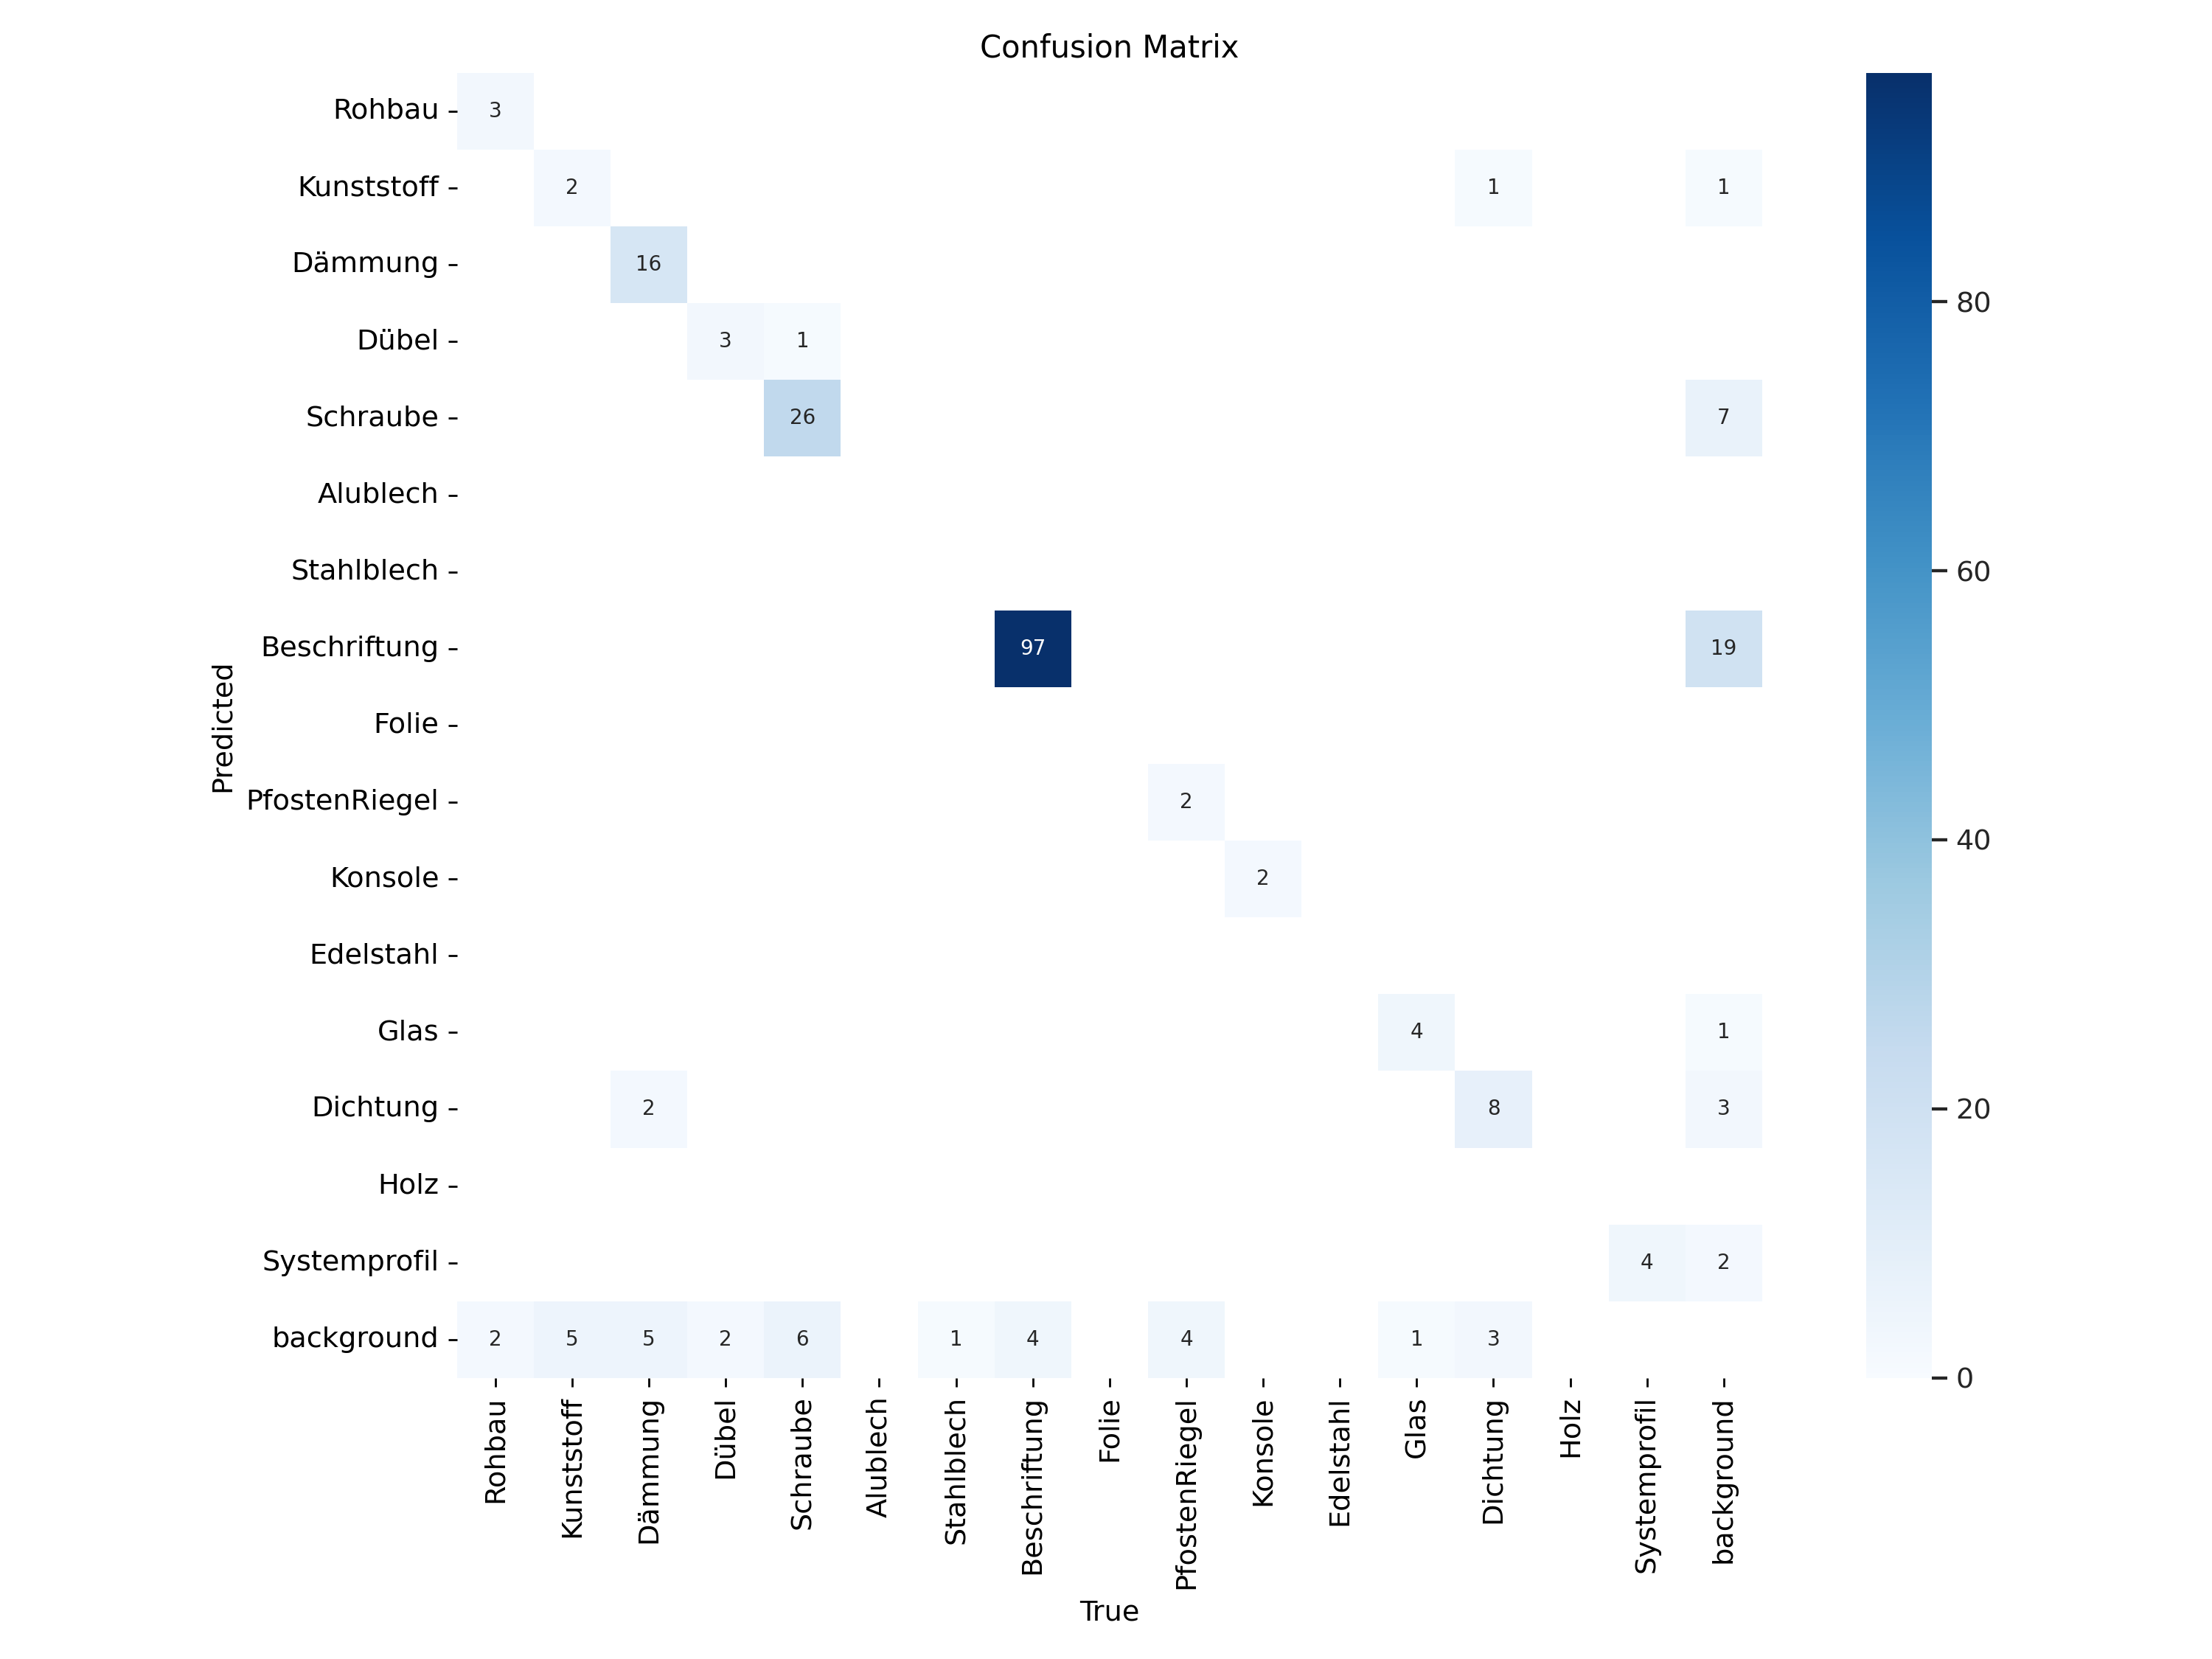 Confusion Matrix
Rohbau
3
Kunststoff
2
1
1
Dämmung
16
Dübel
3
1
Schraube
26
7
Alublech
Stahlblech
Beschriftung
97
19
Folie
PfostenRiegel
2
Konsole
2
Edelstahl
Glas
4
1
Dichtung
2
8
3
Holz
Systemprofil
4
2
background
2
5
5
2
6
1
4
4
1
3
Predicted
Rohbau
Kunststoff
Dämmung
Dübel
Schraube
Alublech
Stahlblech
Beschriftung
Folie
PfostenRiegel
Konsole
Edelstahl
Glas
Dichtung
Holz
Systemprofil
background
True
80
60
40
20
0